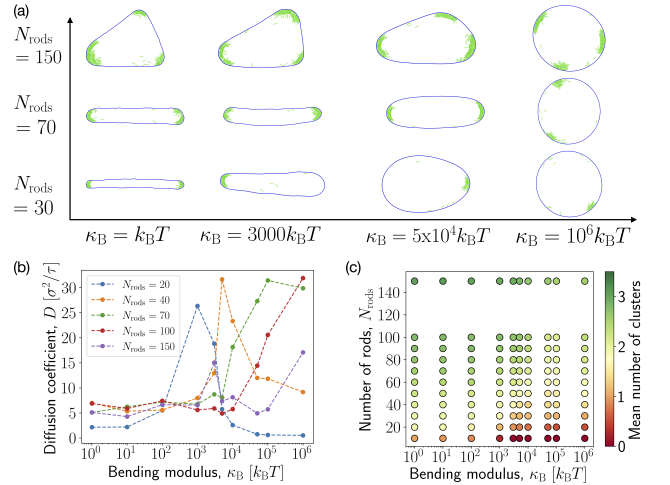 (a)
N_rods = 150
N_rods = 70
N_rods = 30
κ_B = k_BT
κ_B = 3000k_BT
κ_B = 5x10^4k_BT
κ_B = 10^6k_BT
(b)
Diffusion coefficient, D [σ^2/τ]
30
25
20
15
10
5
0
N_rods = 20
N_rods = 40
N_rods = 70
N_rods = 100
N_rods = 150
10^0 10^1 10^2 10^3 10^4 10^5 10^6
Bending modulus, κ_B [k_BT]
(c)
Number of rods, N_rods
140
120
100
80
60
40
20
10^0 10^1 10^2 10^3 10^4 10^5 10^6
Bending modulus, κ_B [k_BT]
3
2
1
0
Mean number of clusters